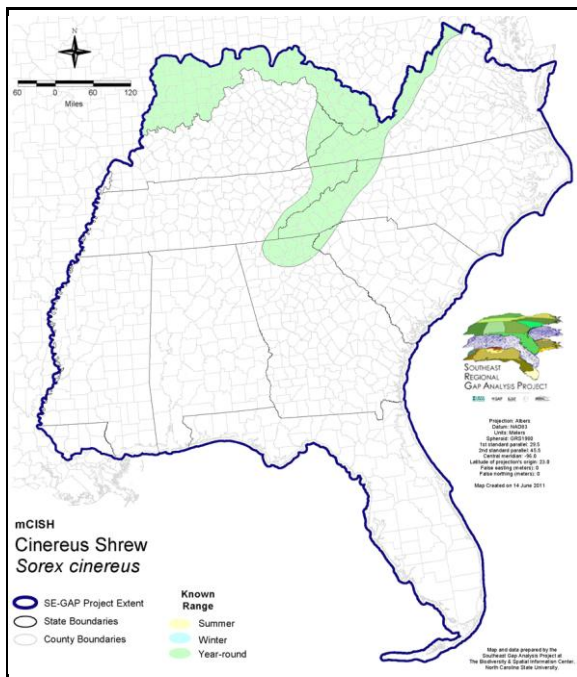 N
60 0 60 120
Miles
SOUTHEAST
REGIONAL
GAP ANALYSIS PROJECT
Projection: Albers
Datum: NAD83
Units: Meters
Spheroid: GRS1980
1st standard parallel: 29.5
2nd standard parallel: 45.5
Central meridian: -96.0
Latitude of projection's origin: 23.0
False easting (meters): 0
False northing (meters): 0
Map Created on 14 June 2011
mCISH
Cinereus Shrew
Sorex cinereus
SE-GAP Project Extent
State Boundaries
County Boundaries
Known
Range
Summer
Winter
Year-round
Map and data prepared by the
Southeast Gap Analysis Project at
The Biodiversity & Spatial Information Center,
North Carolina State University.